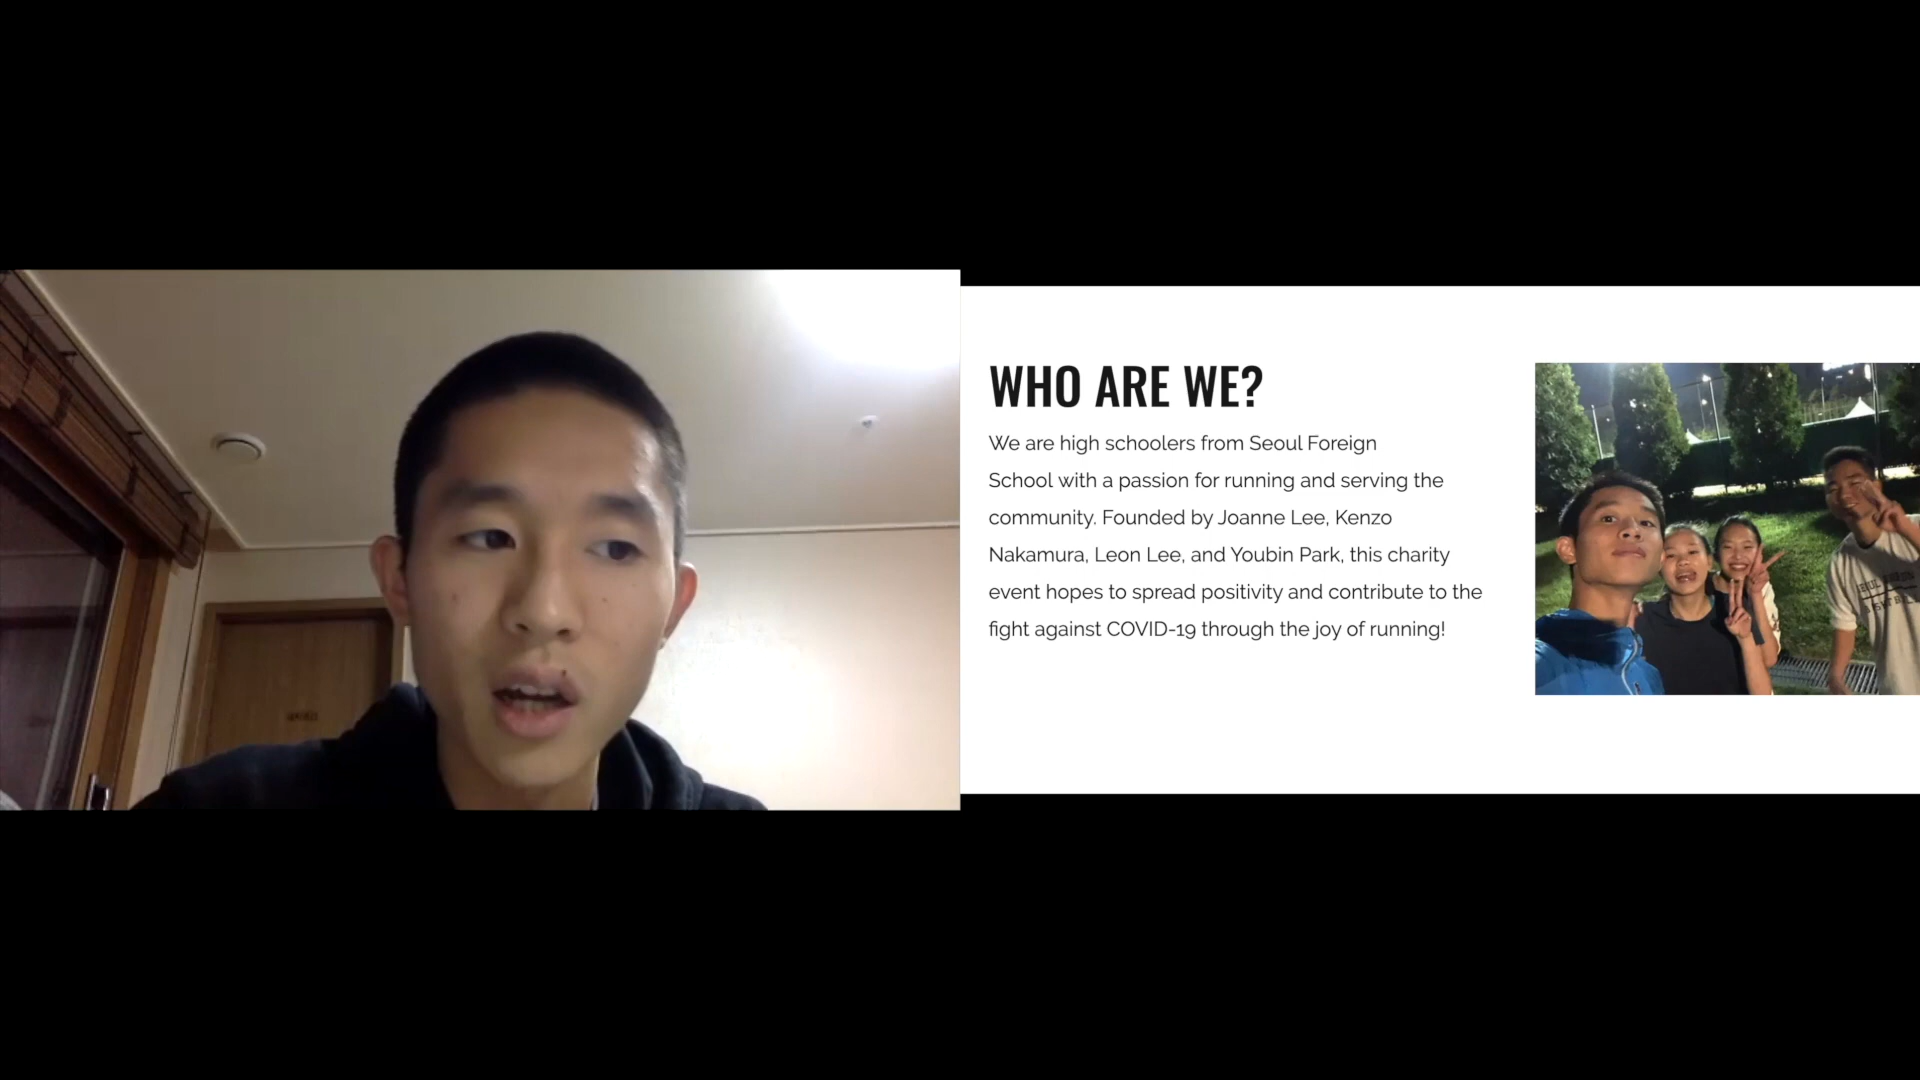 WHO ARE WE?
We are high schoolers from Seoul Foreign
School with a passion for running and serving the
community. Founded by Joanne Lee, Kenzo
Nakamura, Leon Lee, and Youbin Park, this charity
event hopes to spread positivity and contribute to the
fight against COVID-19 through the joy of running!